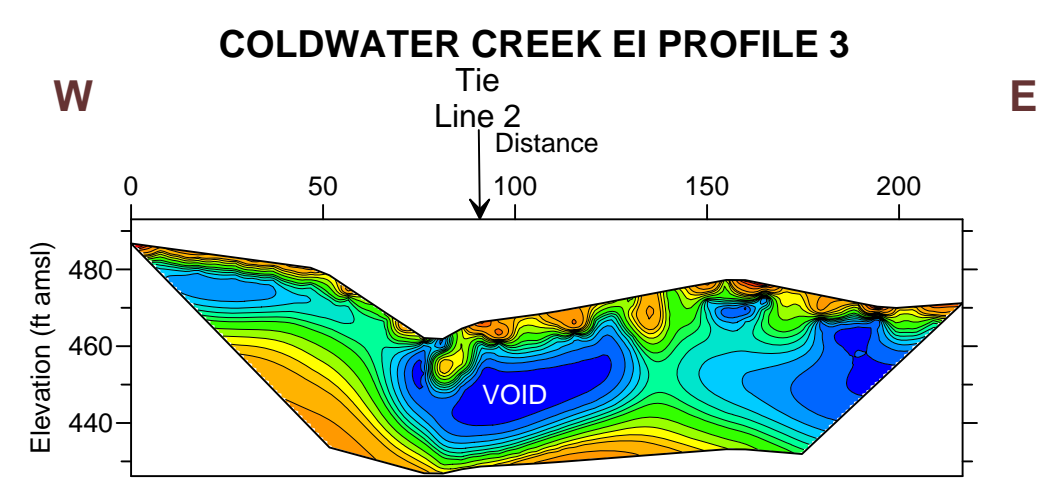 COLDWATER CREEK EI PROFILE 3
W
Tie
Line 2
E
Distance
0 50 100 150 200
Elevation (ft amsl)
480
460
440
VOID